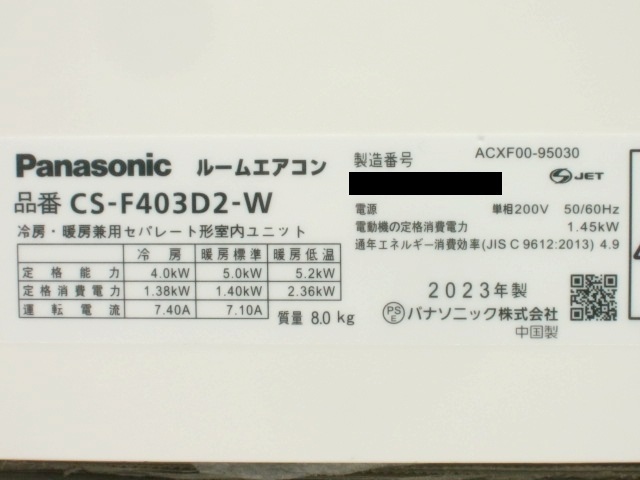 Panasonic ルームエアコン
品番 CS-F403D2-W
冷房・暖房兼用セパレート形室内ユニット
冷房 暖房標準 暖房低温
定格能力 4.0kW 5.0kW 5.2kW
定格消費電力 1.38kW 1.40kW 2.36kW
運転電流 7.40A 7.10A
質量 8.0 kg
製造番号 ACXF00-95030
JET
電源 単相200V 50/60Hz
電動機の定格消費電力 1.45kW
通年エネルギー消費効率(JIS C 9612:2013) 4.9
2023年製
PSE パナソニック株式会社
中国製